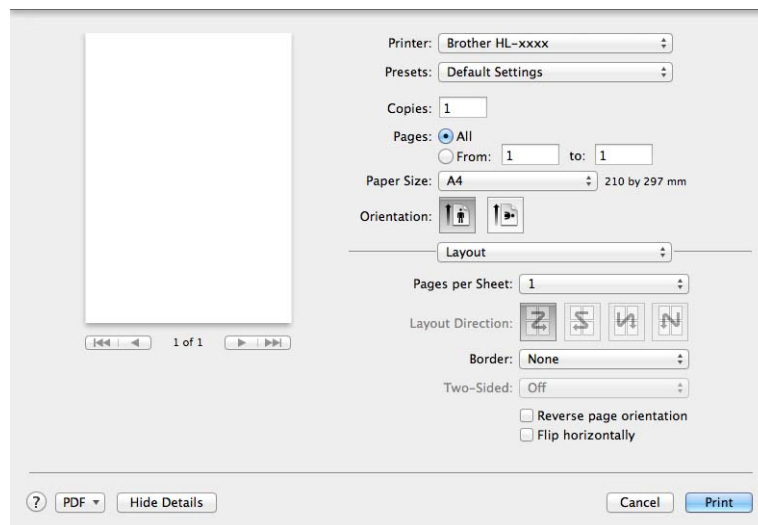 Printer: Brother HL-xxxx
Presets: Default Settings
Copies: 1
Pages: All
From: 1 to: 1
Paper Size: A4 210 by 297 mm
Orientation:
Layout
Pages per Sheet: 1
Layout Direction:
Border: None
Two-Sided: Off
Reverse page orientation
Flip horizontally
1 of 1
? PDF Hide Details Cancel Print